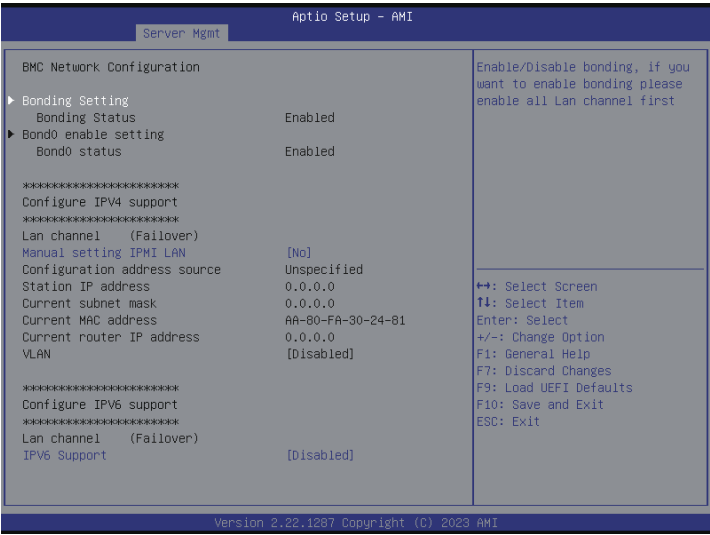 Aptio Setup - AMI
Server Mgmt
BMC Network Configuration
Bonding Setting
Bonding Status Enabled
Bond0 enable setting
Bond0 status Enabled
**********************
Configure IPV4 support
**********************
Lan channel (Failover)
Manual setting IPMI LAN [No]
Configuration address source Unspecified
Station IP address 0.0.0.0
Current subnet mask 0.0.0.0
Current MAC address AA-80-FA-30-24-81
Current router IP address 0.0.0.0
VLAN [Disabled]
**********************
Configure IPV6 support
**********************
Lan channel (Failover)
IPV6 Support [Disabled]
Enable/Disable bonding, if you
want to enable bonding please
enable all Lan channel first
↔: Select Screen
↑↓: Select Item
Enter: Select
+/-: Change Option
F1: General Help
F7: Discard Changes
F9: Load UEFI Defaults
F10: Save and Exit
ESC: Exit
Version 2.22.1287 Copyright (C) 2023 AMI